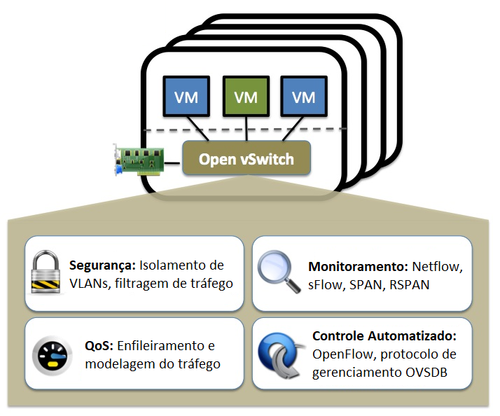 VM
VM
VM
Open vSwitch
Segurança: Isolamento de
VLANs, filtragem de tráfego
Monitoramento: Netflow,
sFlow, SPAN, RSPAN
QoS: Enfileiramento e
modelagem do tráfego
Controle Automatizado:
OpenFlow, protocolo de
gerenciamento OVSDB